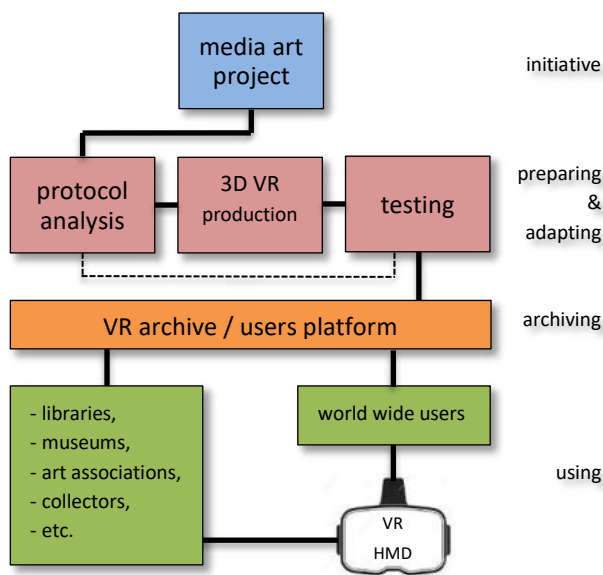 media art
project
initiative
protocol
analysis
3D VR
production
testing
preparing
&
adapting
VR archive / users platform
archiving
- libraries,
- museums,
- art associations,
- collectors,
- etc.
world wide users
using
VR
HMD